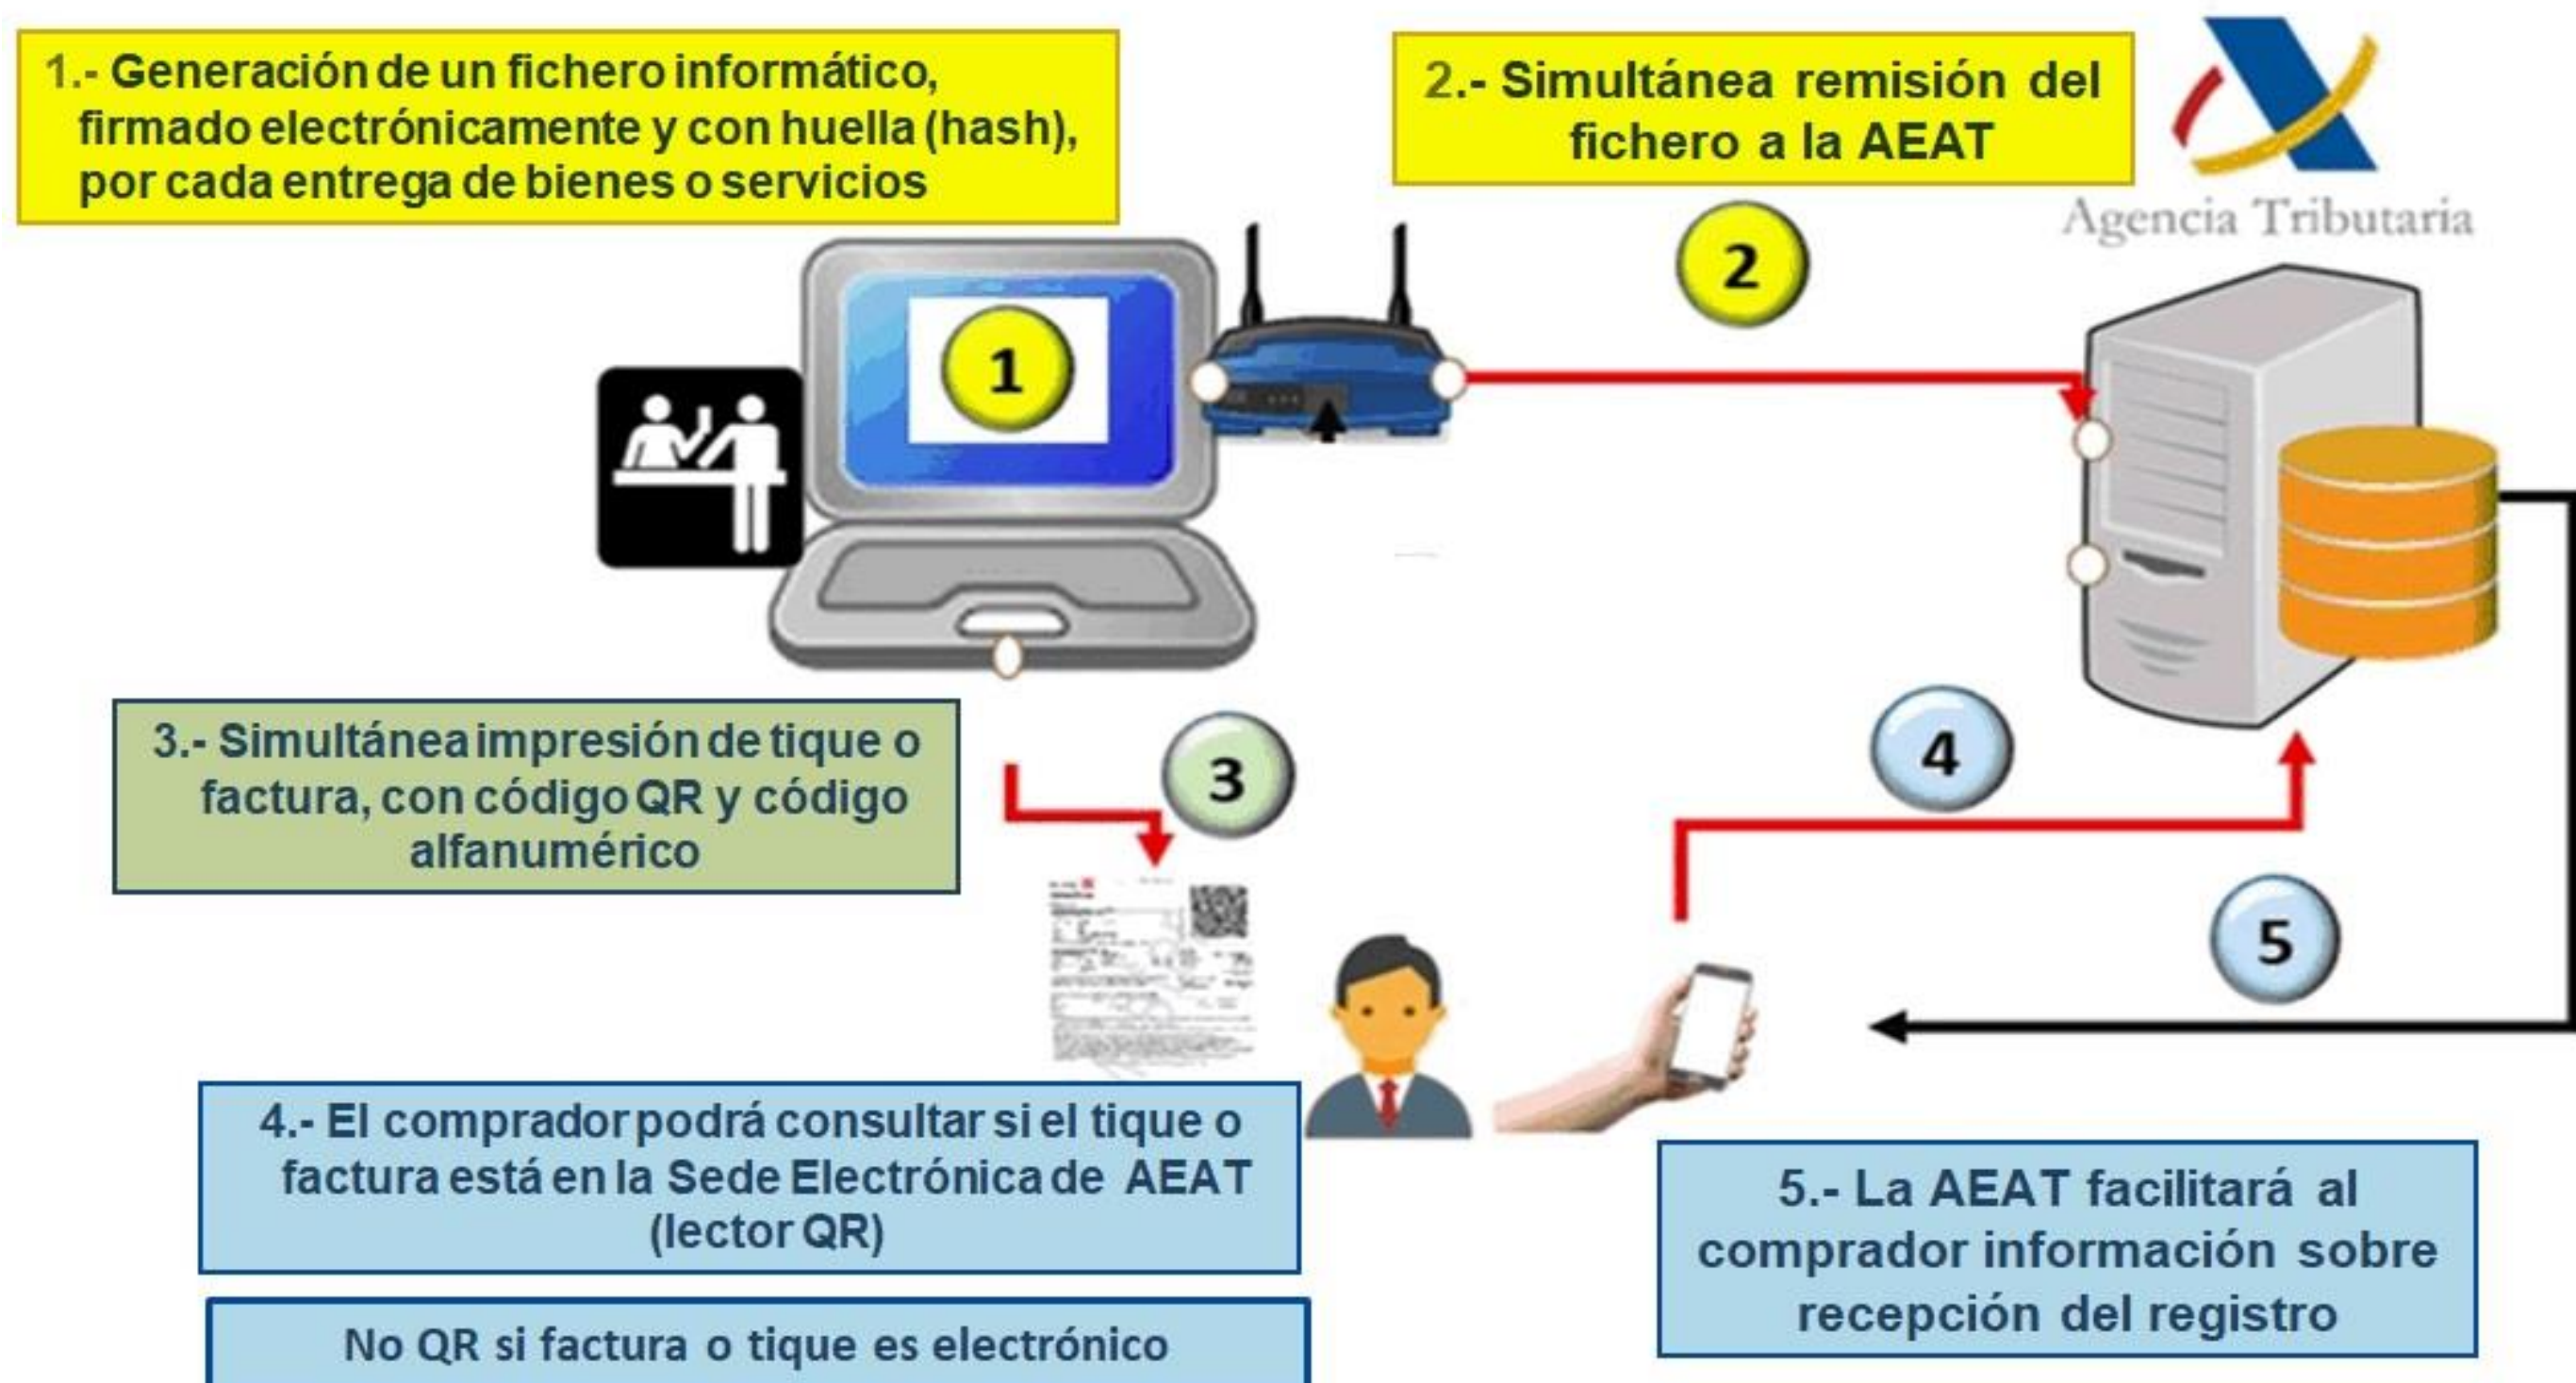 1.- Generación de un fichero informático,
firmado electrónicamente y con huella (hash),
por cada entrega de bienes o servicios
2.- Simultánea remisión del
fichero a la AEAT
Agencia Tributaria
2
1
3.- Simultánea impresión de tique o
factura, con código QR y código
alfanumérico
3
4
5
4.- El comprador podrá consultar si el tique o
factura está en la Sede Electrónica de AEAT
(lector QR)
5.- La AEAT facilitará al
comprador información sobre
recepción del registro
No QR si factura o tique es electrónico